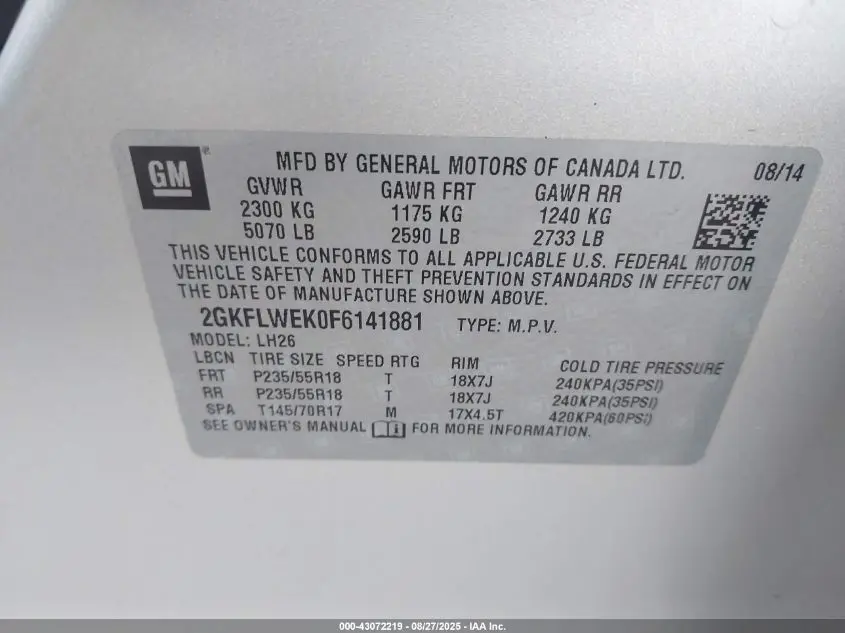 GM
MFD BY GENERAL MOTORS OF CANADA LTD. 08/14
GVWR GAWR FRT GAWR RR
2300 KG 1175 KG 1240 KG
5070 LB 2590 LB 2733 LB
THIS VEHICLE CONFORMS TO ALL APPLICABLE U.S. FEDERAL MOTOR
VEHICLE SAFETY AND THEFT PREVENTION STANDARDS IN EFFECT ON
THE DATE OF MANUFACTURE SHOWN ABOVE.
2GKFLWEK0F6141881 TYPE: M.P.V.
MODEL: LH26
LBCN TIRE SIZE SPEED RTG RIM COLD TIRE PRESSURE
FRT P235/55R18 T 18X7J 240KPA(35PSI)
RR P235/55R18 T 18X7J 240KPA(35PSI)
SPA T145/70R17 M 17X4.5T 420KPA(60PSI)
SEE OWNER'S MANUAL FOR MORE INFORMATION.
000-43072219 - 08/27/2025 - IAA Inc.